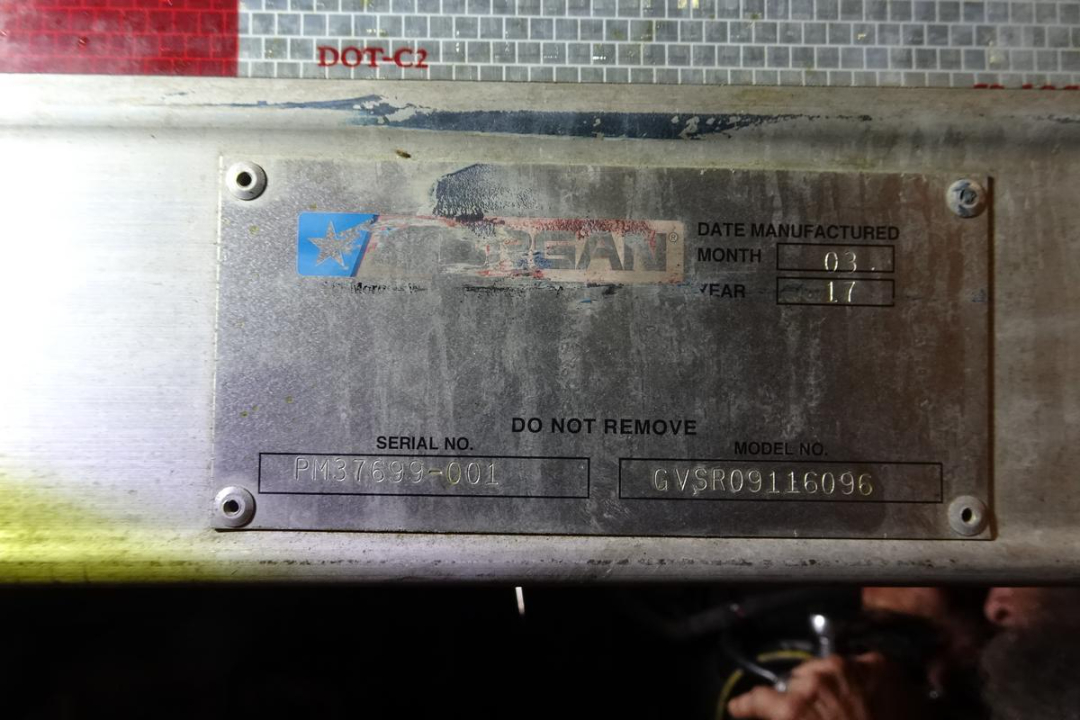 DOT-C2
DATE MANUFACTURED
MONTH 03
YEAR 17
DO NOT REMOVE
SERIAL NO. MODEL NO.
PM37699-001 GVSR09116096